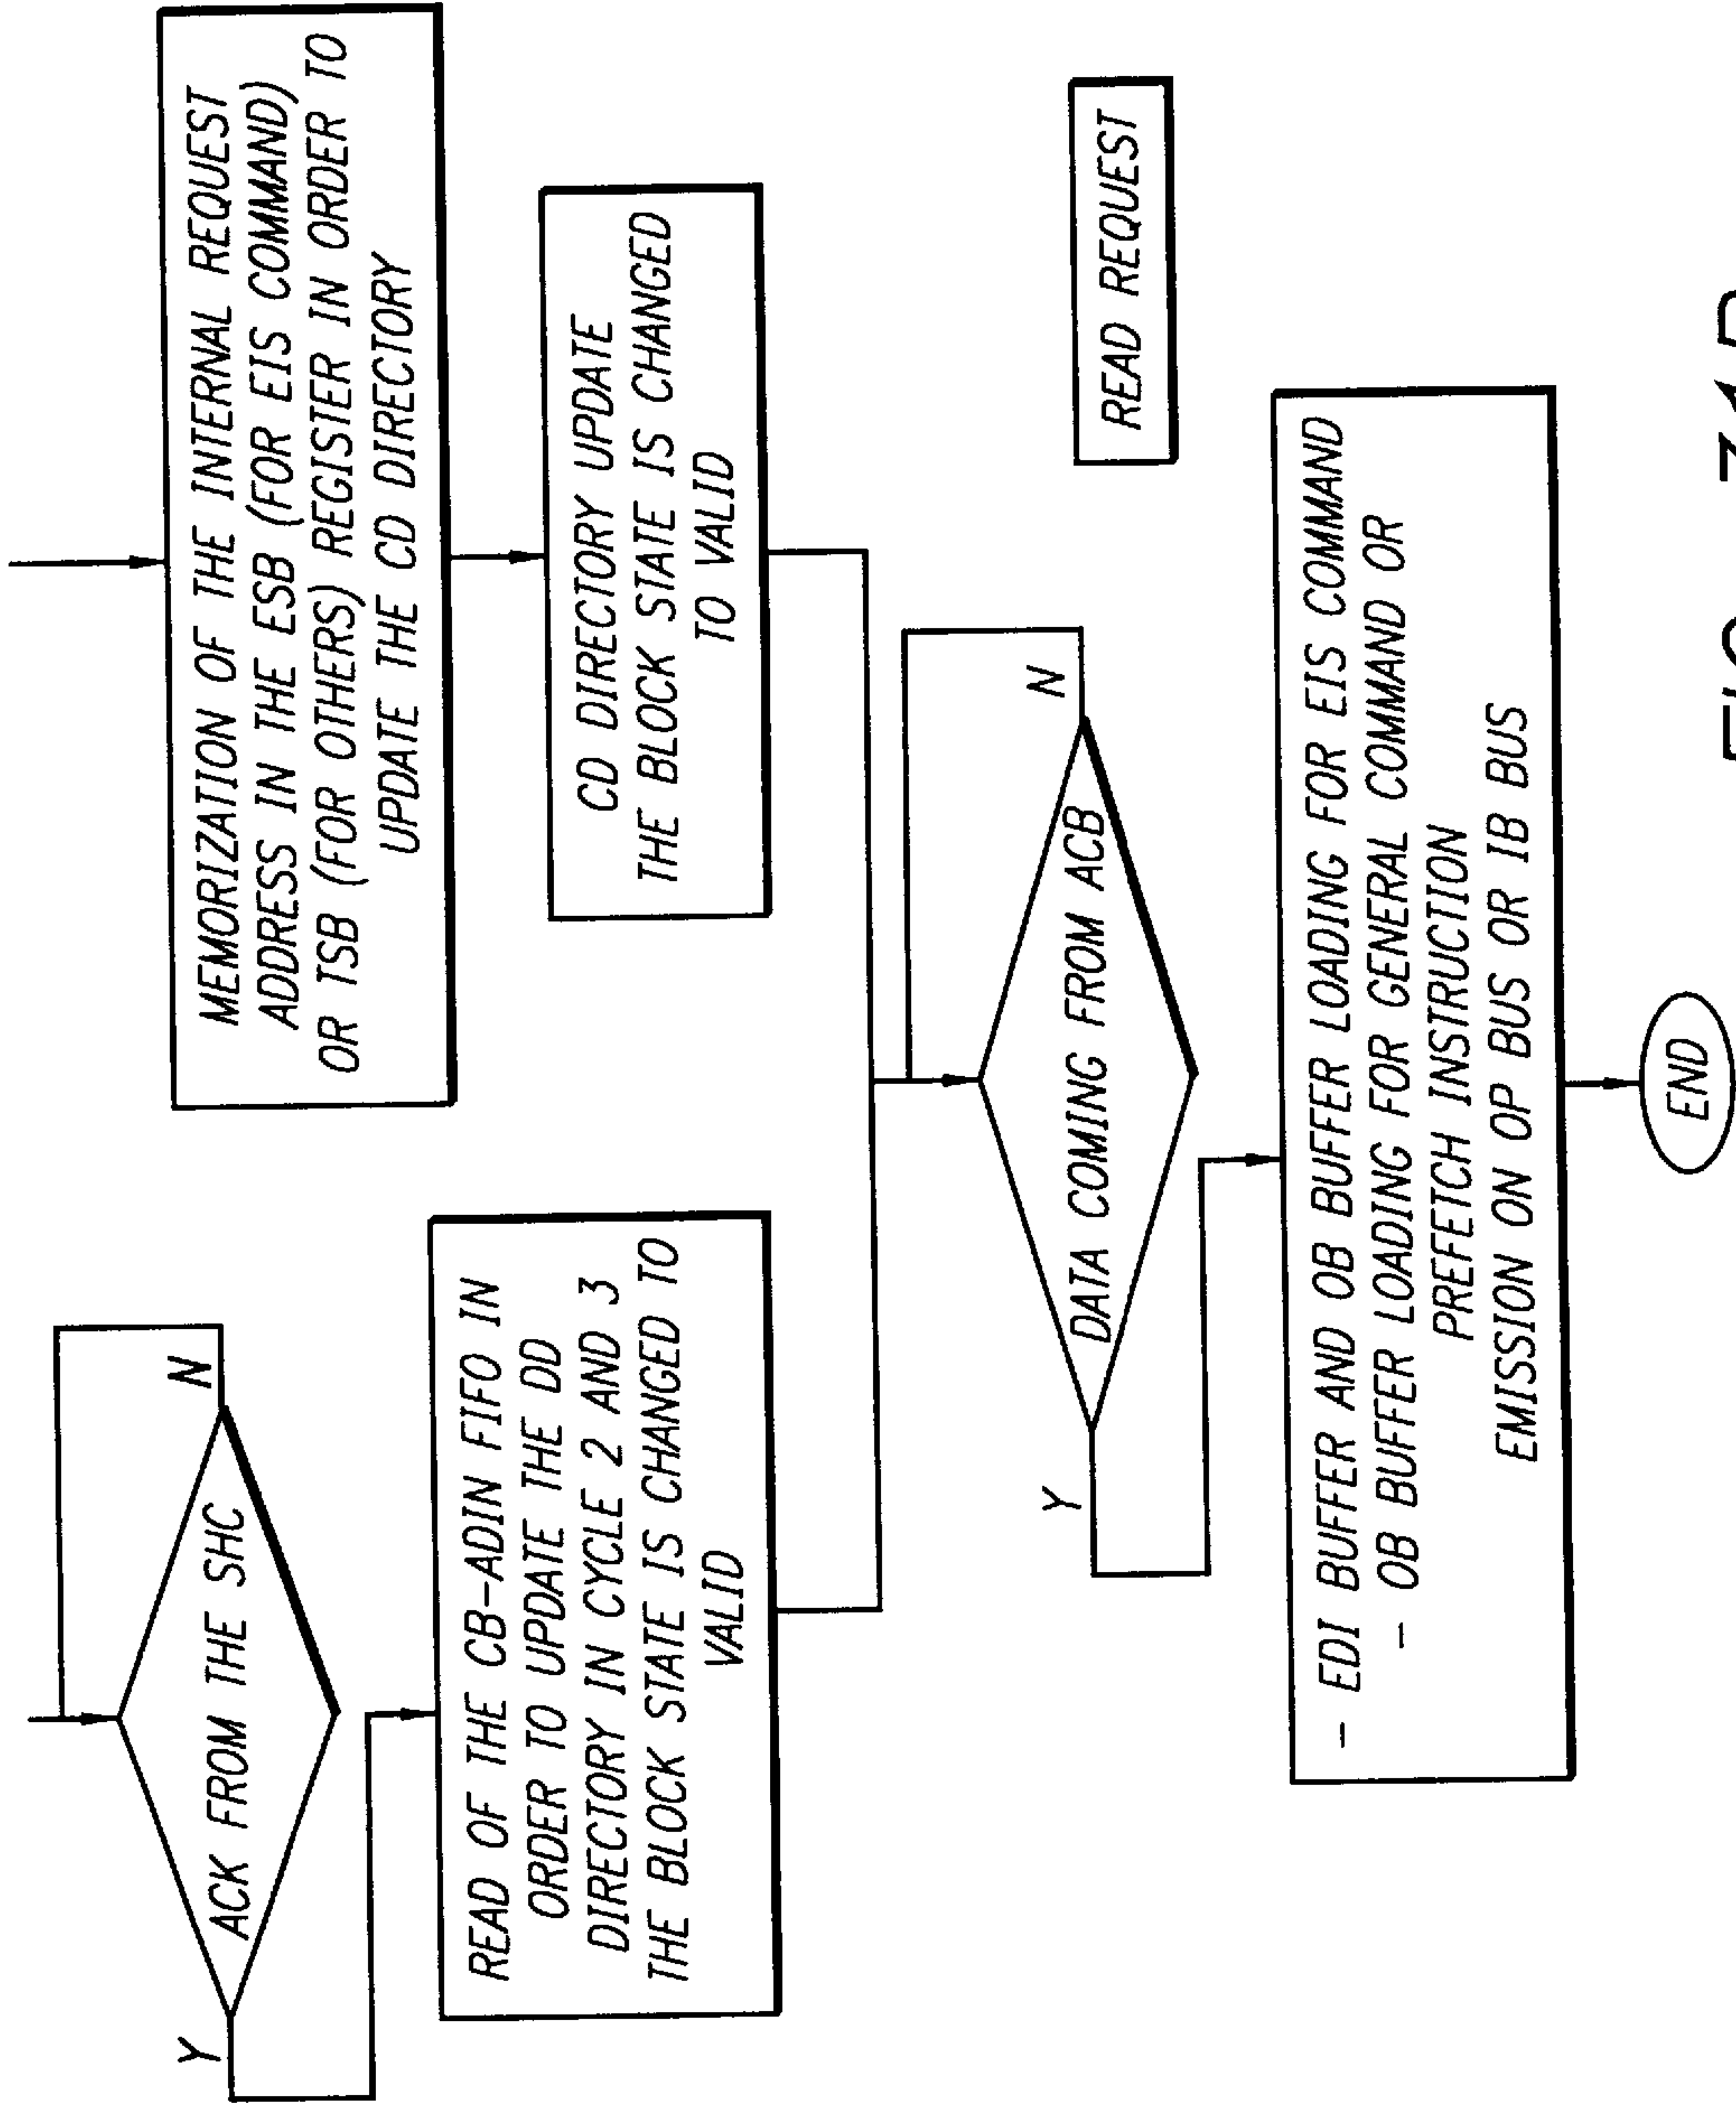 ACK FROM THE SHC
Y
N
READ OF THE CB-ADIN FIFO IN
ORDER TO UPDATE THE DD
DIRECTORY IN CYCLE 2 AND 3
THE BLOCK STATE IS CHANGED TO
VALID
MEMORIZATION OF THE INTERNAL REQUEST
ADDRESS IN THE ESB (FOR EIS COMMAND)
OR TSB (FOR OTHERS) REGISTER IN ORDER TO
UPDATE THE CD DIRECTORY
CD DIRECTORY UPDATE
THE BLOCK STATE IS CHANGED
TO VALID
DATA COMING FROM ACB
Y
N
READ REQUEST
- EDI BUFFER AND OB BUFFER LOADING FOR EIS COMMAND
- OB BUFFER LOADING FOR GENERAL COMMAND OR
PREFETCH INSTRUCTION
EMISSION ON OP BUS OR IB BUS
END